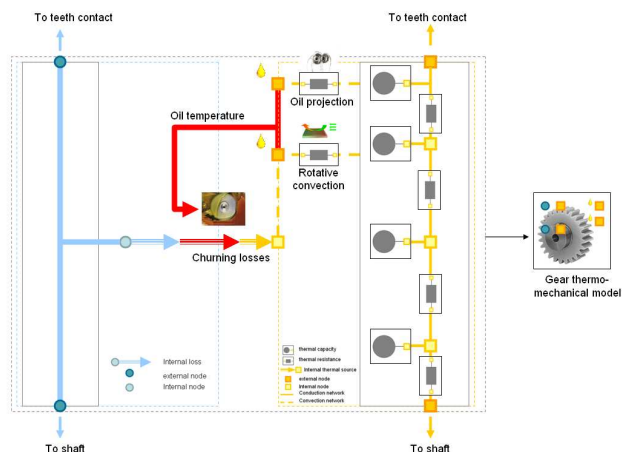 To teeth contact
To teeth contact
Oil projection
Oil temperature
Rotative
convection
Churning losses
Gear thermo-
mechanical model
Internal loss
external node
Internal node
thermal capacity
thermal resistance
Internal thermal source
external node
Internal node
Conduction network
Convection network
To shaft
To shaft